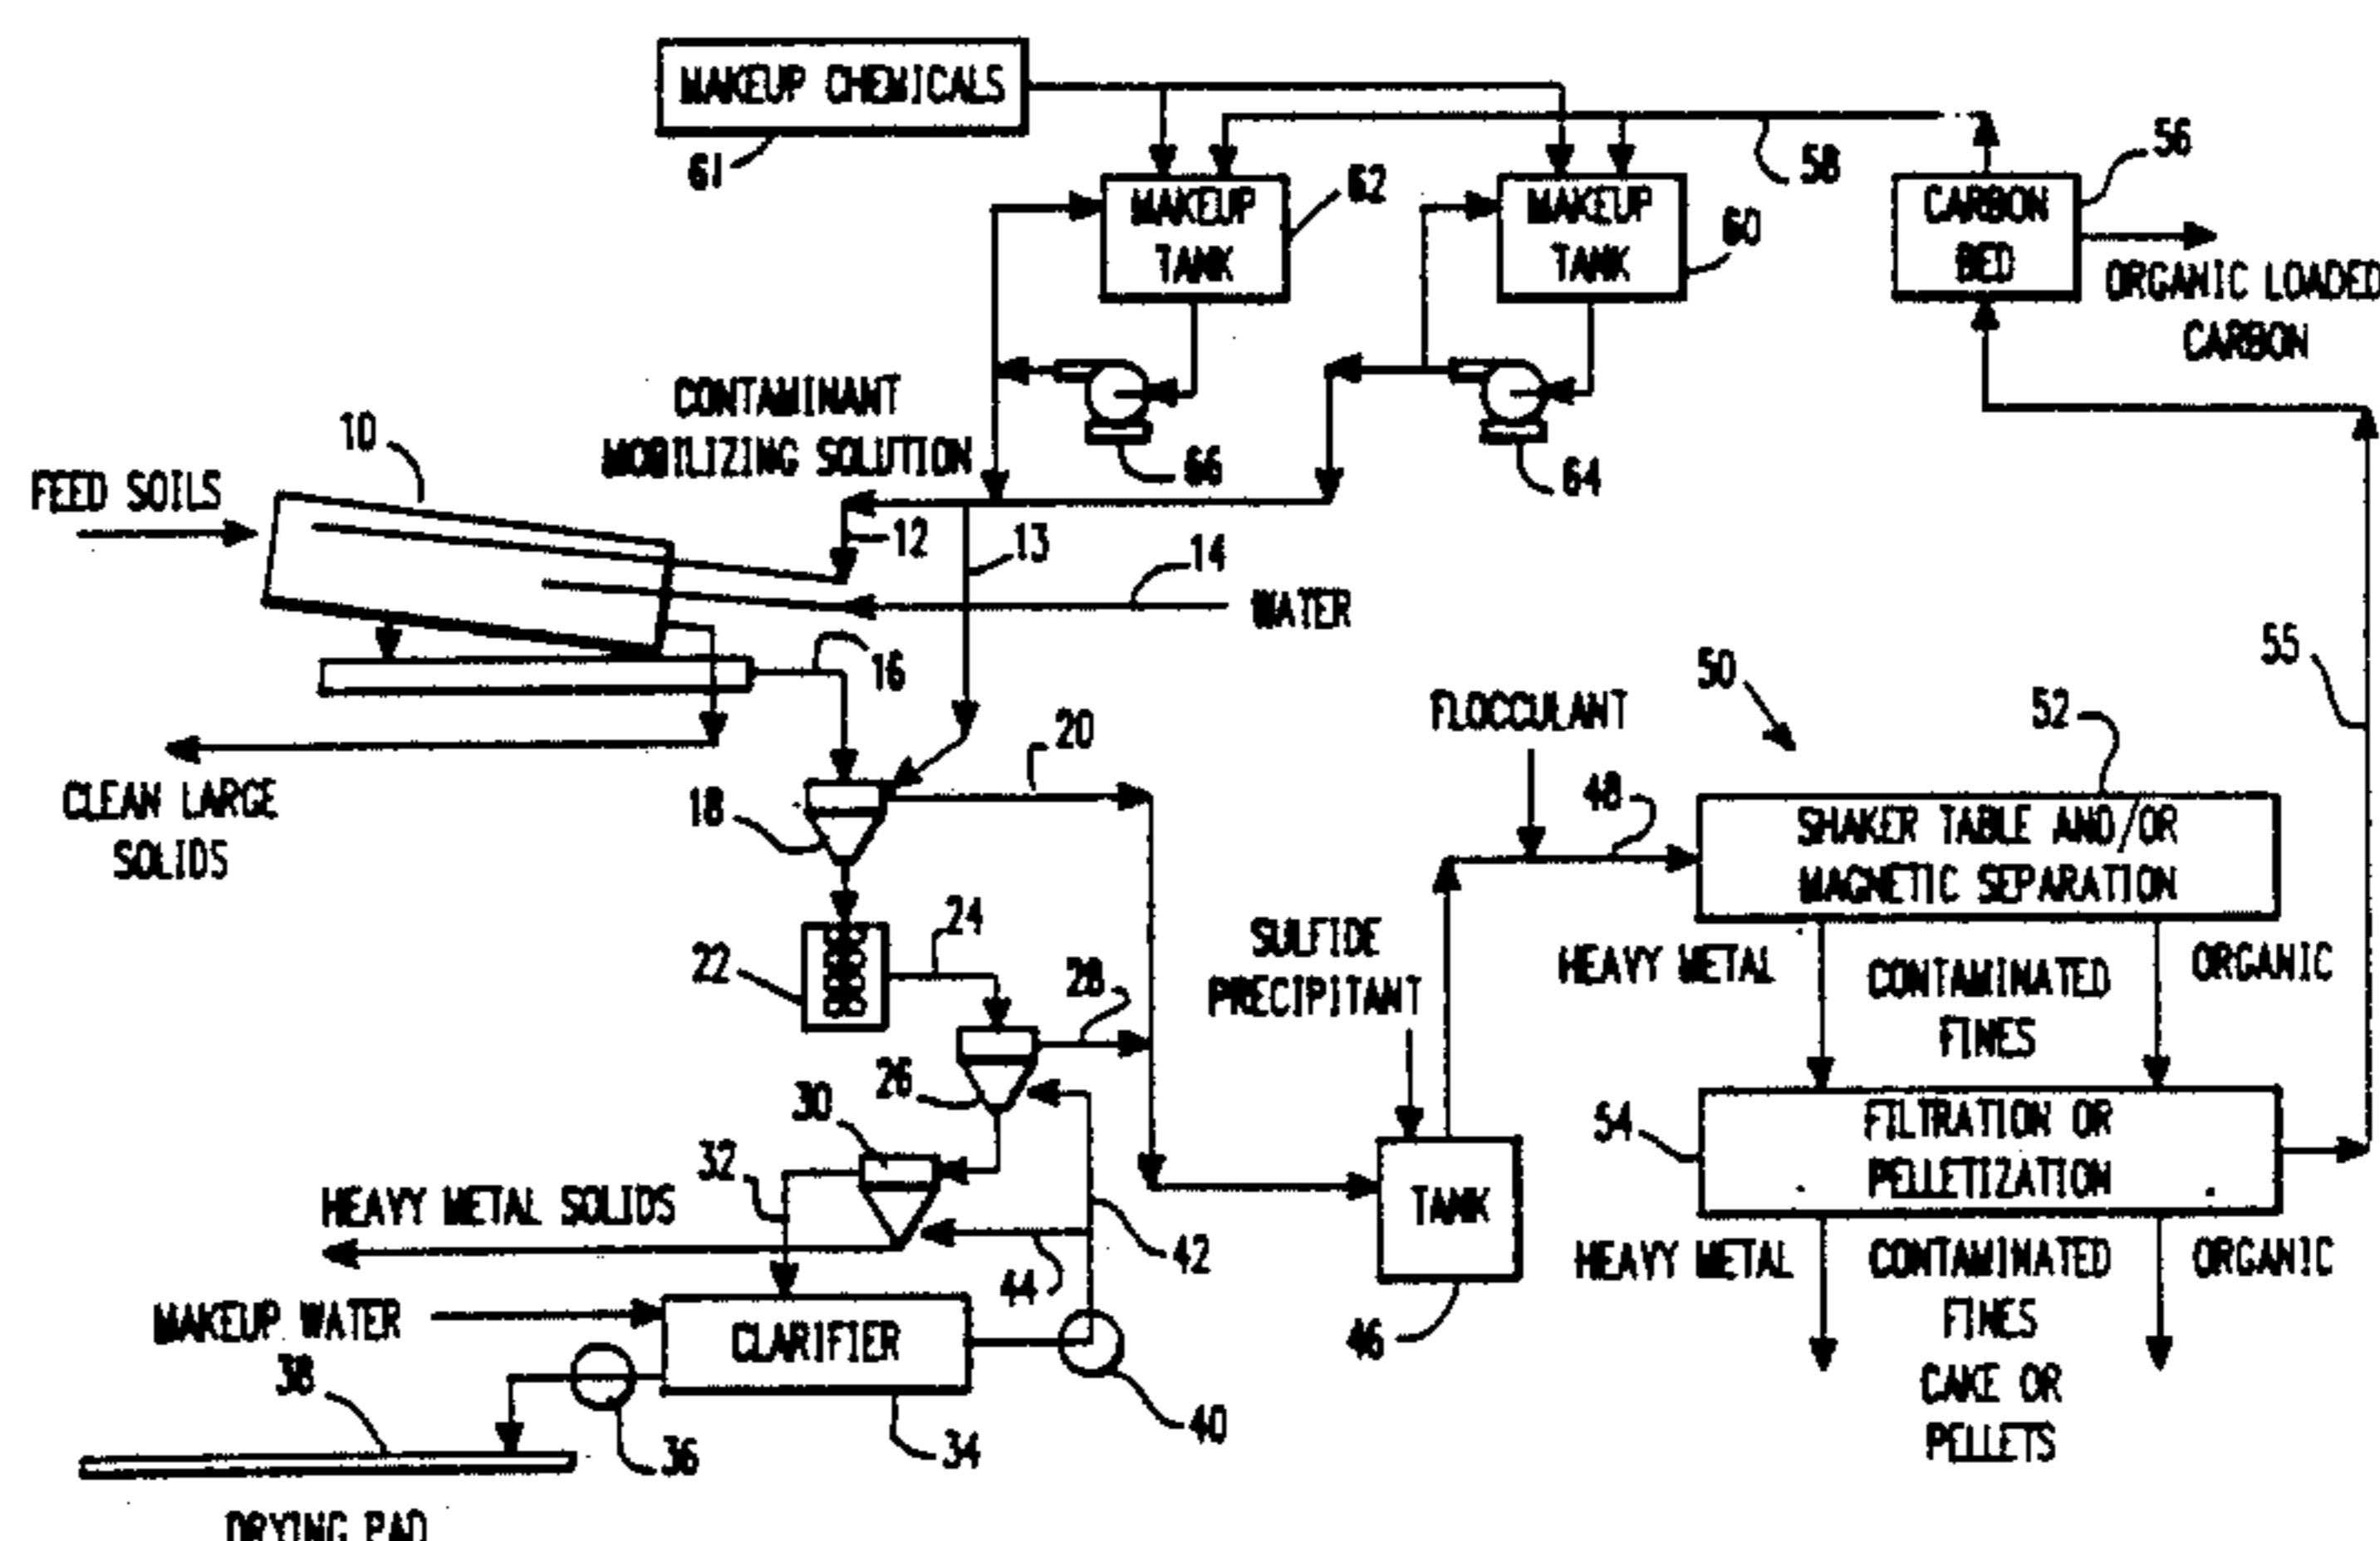 MAKEUP CHEMICALS
61
58
56
MAKEUP
TANK
62
MAKEUP
TANK
60
CARBON
BED
ORGANIC LOADED
CARBON
CONTAMINANT
MOBILIZING SOLUTION
66
64
10
FEED SOILS
12
13
14
WATER
16
CLEAN LARGE
SOLIDS
18
20
FLOCCULANT
50
52
55
48
SHAKER TABLE AND/OR
MAGNETIC SEPARATION
22
24
28
SULFIDE
PRECIPITANT
HEAVY METAL
CONTAMINATED
FINES
ORGANIC
26
30
32
HEAVY METAL SOLIDS
42
44
TANK
46
54
FILTRATION OR
PELLETIZATION
MAKEUP WATER
CLARIFIER
HEAVY METAL
CONTAMINATED
FINES
ORGANIC
CAKE OR
PELLETS
38
36
34
40
DRYING PAD